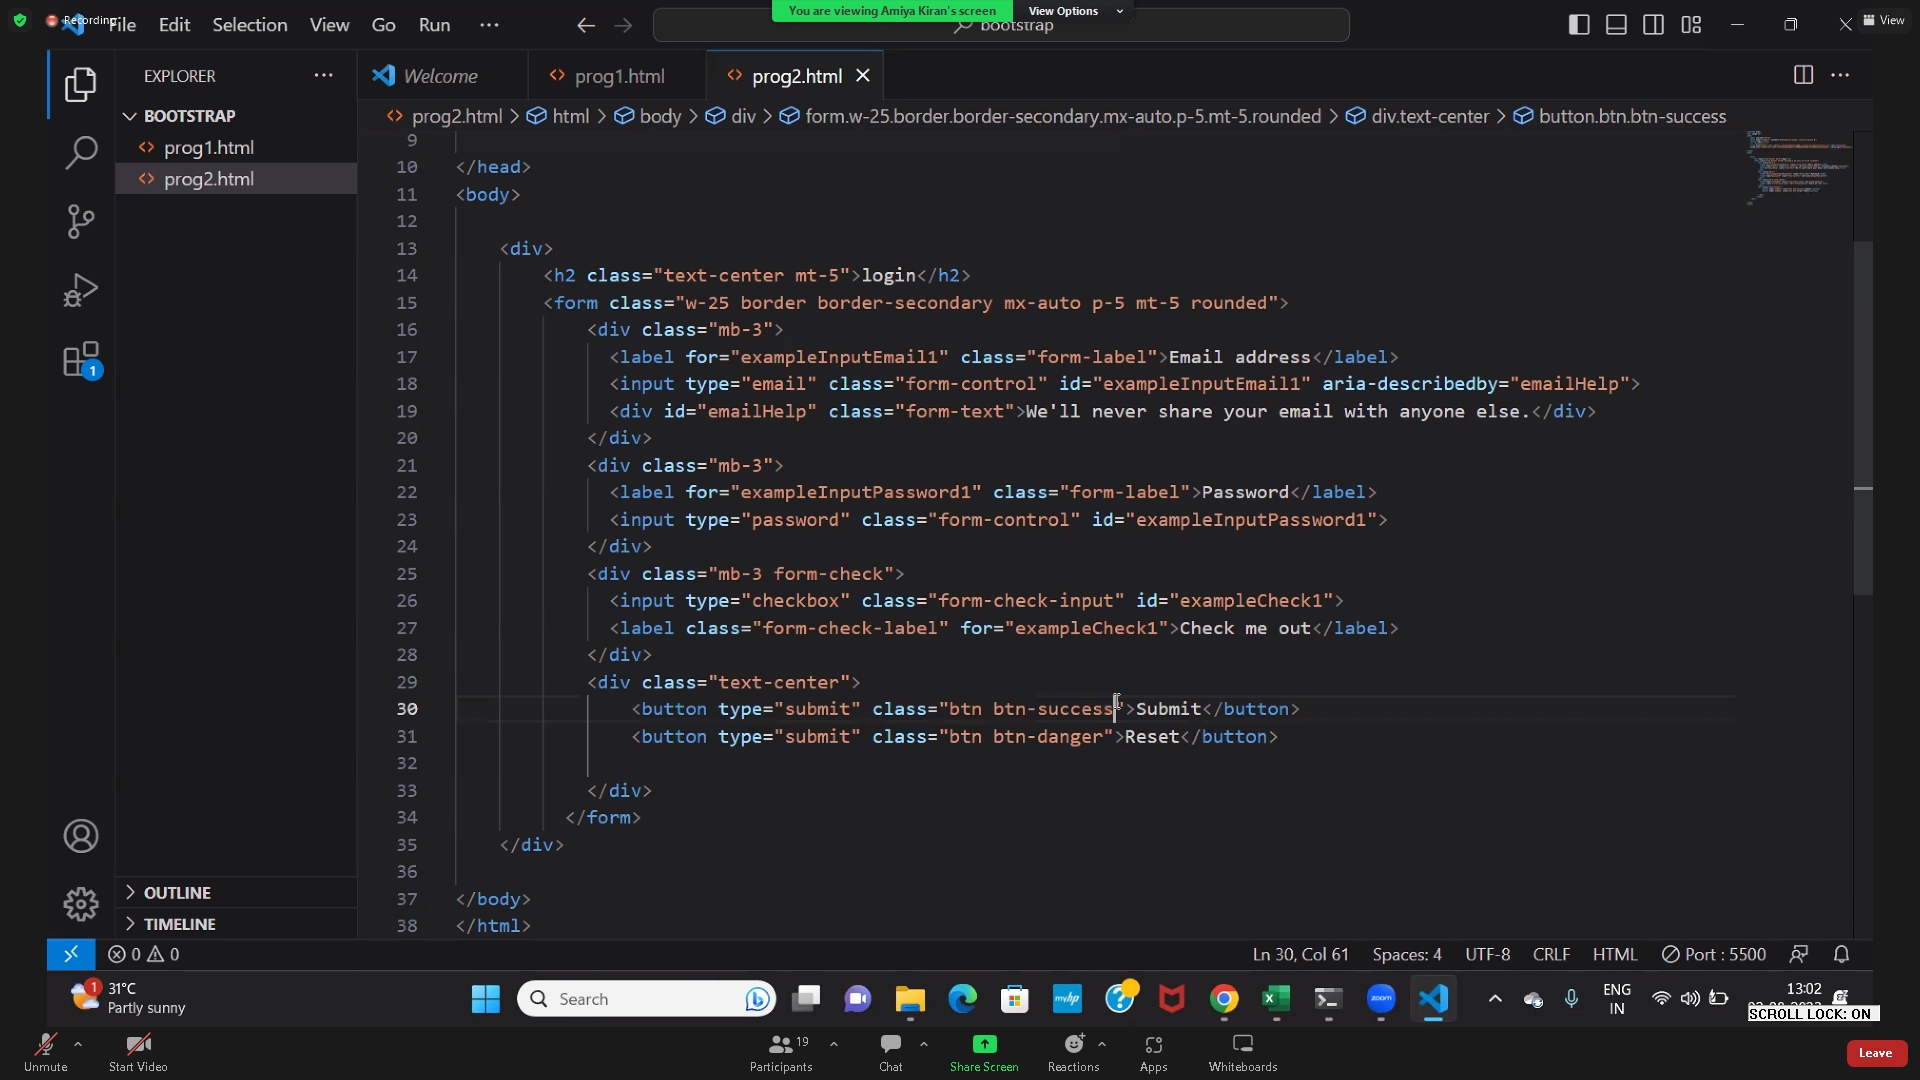 Recording
File Edit Selection View Go Run ···
You are viewing Amiya Kiran's screen View Options
bootstrap
View
EXPLORER
Welcome prog1.html prog2.html
BOOTSTRAP
prog1.html
prog2.html
prog2.html > html > body > div > form.w-25.border.border-secondary.mx-auto.p-5.mt-5.rounded > div.text-center > button.btn.btn-success
9
10 </head>
11 <body>
12
13 <div>
14 <h2 class="text-center mt-5">login</h2>
15 <form class="w-25 border border-secondary mx-auto p-5 mt-5 rounded">
16 <div class="mb-3">
17 <label for="exampleInputEmail1" class="form-label">Email address</label>
18 <input type="email" class="form-control" id="exampleInputEmail1" aria-describedby="emailHelp">
19 <div id="emailHelp" class="form-text">We'll never share your email with anyone else.</div>
20 </div>
21 <div class="mb-3">
22 <label for="exampleInputPassword1" class="form-label">Password</label>
23 <input type="password" class="form-control" id="exampleInputPassword1">
24 </div>
25 <div class="mb-3 form-check">
26 <input type="checkbox" class="form-check-input" id="exampleCheck1">
27 <label class="form-check-label" for="exampleCheck1">Check me out</label>
28 </div>
29 <div class="text-center">
30 <button type="submit" class="btn btn-success">Submit</button>
31 <button type="submit" class="btn btn-danger">Reset</button>
32
33 </div>
34 </form>
35 </div>
36
37 </body>
38 </html>
1
OUTLINE
TIMELINE
0 0
Ln 30, Col 61 Spaces: 4 UTF-8 CRLF HTML Port : 5500
1
31°C
Partly sunny
Search
myhp
zoom
ENG
IN
13:02
SCROLL LOCK: ON
Unmute
Start Video
19
Participants
Chat
Share Screen
Reactions
Apps
Whiteboards
Leave